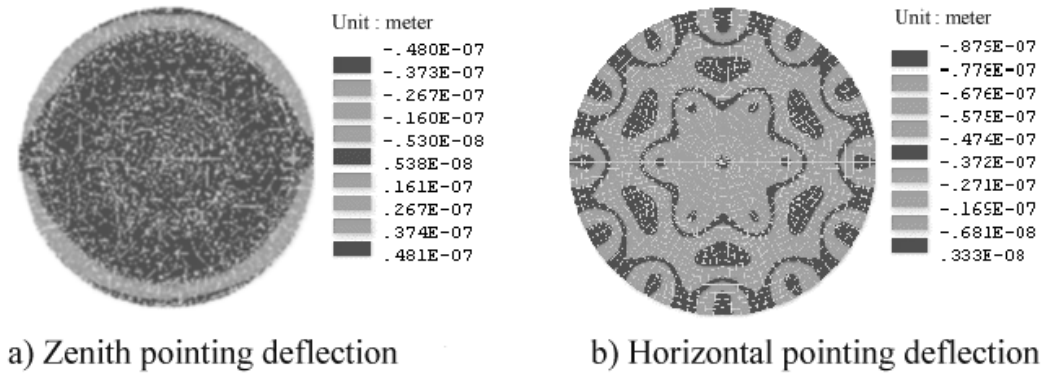 Unit : meter
-.480E-07
-.373E-07
-.267E-07
-.160E-07
-.530E-08
.538E-08
.161E-07
.267E-07
.374E-07
.481E-07
a) Zenith pointing deflection
Unit : meter
-.879E-07
-.778E-07
-.676E-07
-.575E-07
-.474E-07
-.372E-07
-.271E-07
-.169E-07
-.681E-08
.333E-08
b) Horizontal pointing deflection